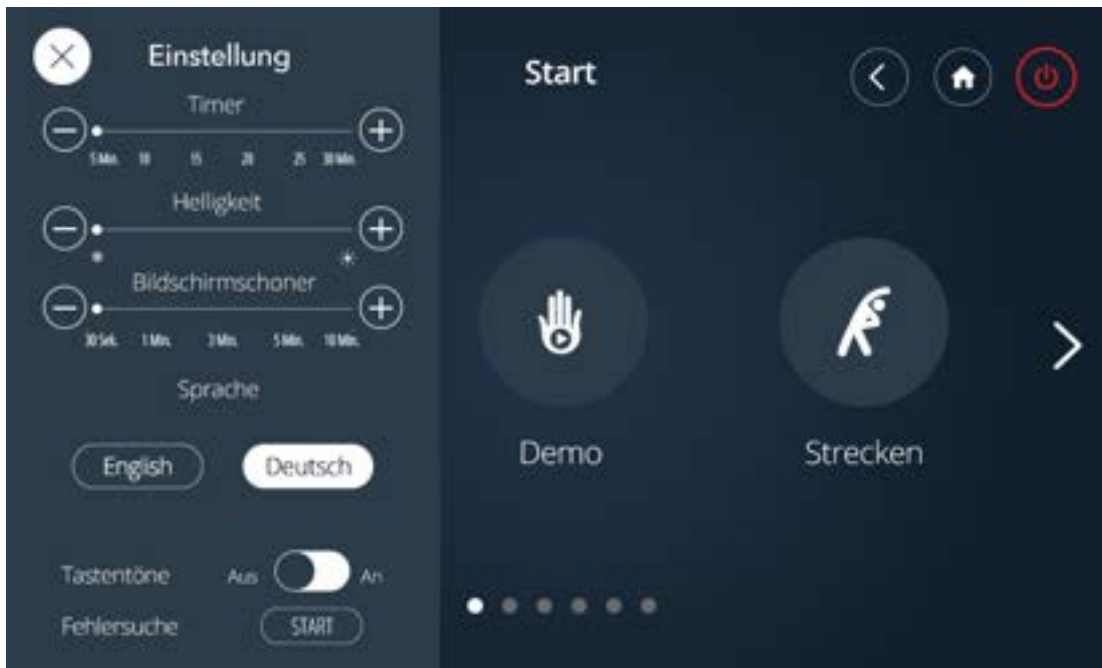 Einstellung
Timer
5 Min. 10 15 20 25 30 Min.
Helligkeit
Bildschirmschoner
30 Sek. 1 Min. 3 Min. 5 Min. 10 Min.
Sprache
English Deutsch
Tastentöne Aus An
Fehlersuche START
Start
Demo Strecken